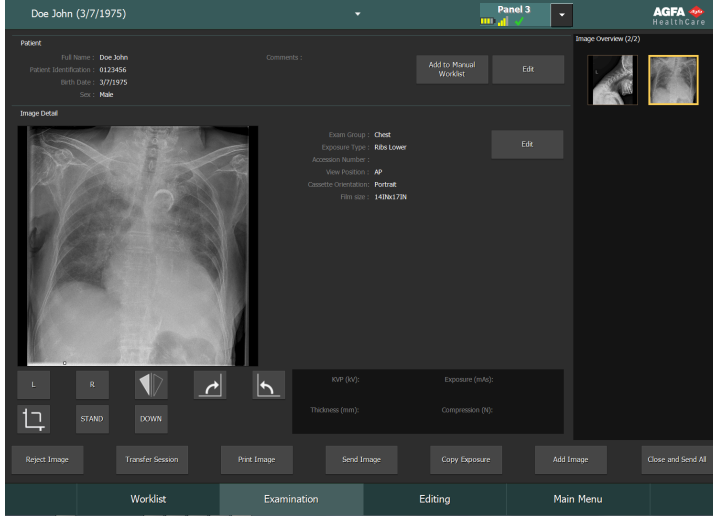 Doe John (3/7/1975)
Panel 3
AGFA
HealthCare
Patient
Full Name : Doe John
Patient Identification : 0123456
Birth Date : 3/7/1975
Sex : Male
Comments :
Add to Manual
Worklist
Edit
Image Overview (2/2)
Image Detail
Exam Group : Chest
Exposure Type : Ribs Lower
Accession Number :
View Position : AP
Cassette Orientation: Portrait
Film size : 14INx17IN
Edit
L
R
STAND
DOWN
KVP (kV):
Exposure (mAs):
Thickness (mm):
Compression (N):
Reject Image
Transfer Session
Print Image
Send Image
Copy Exposure
Add Image
Close and Send All
Worklist
Examination
Editing
Main Menu